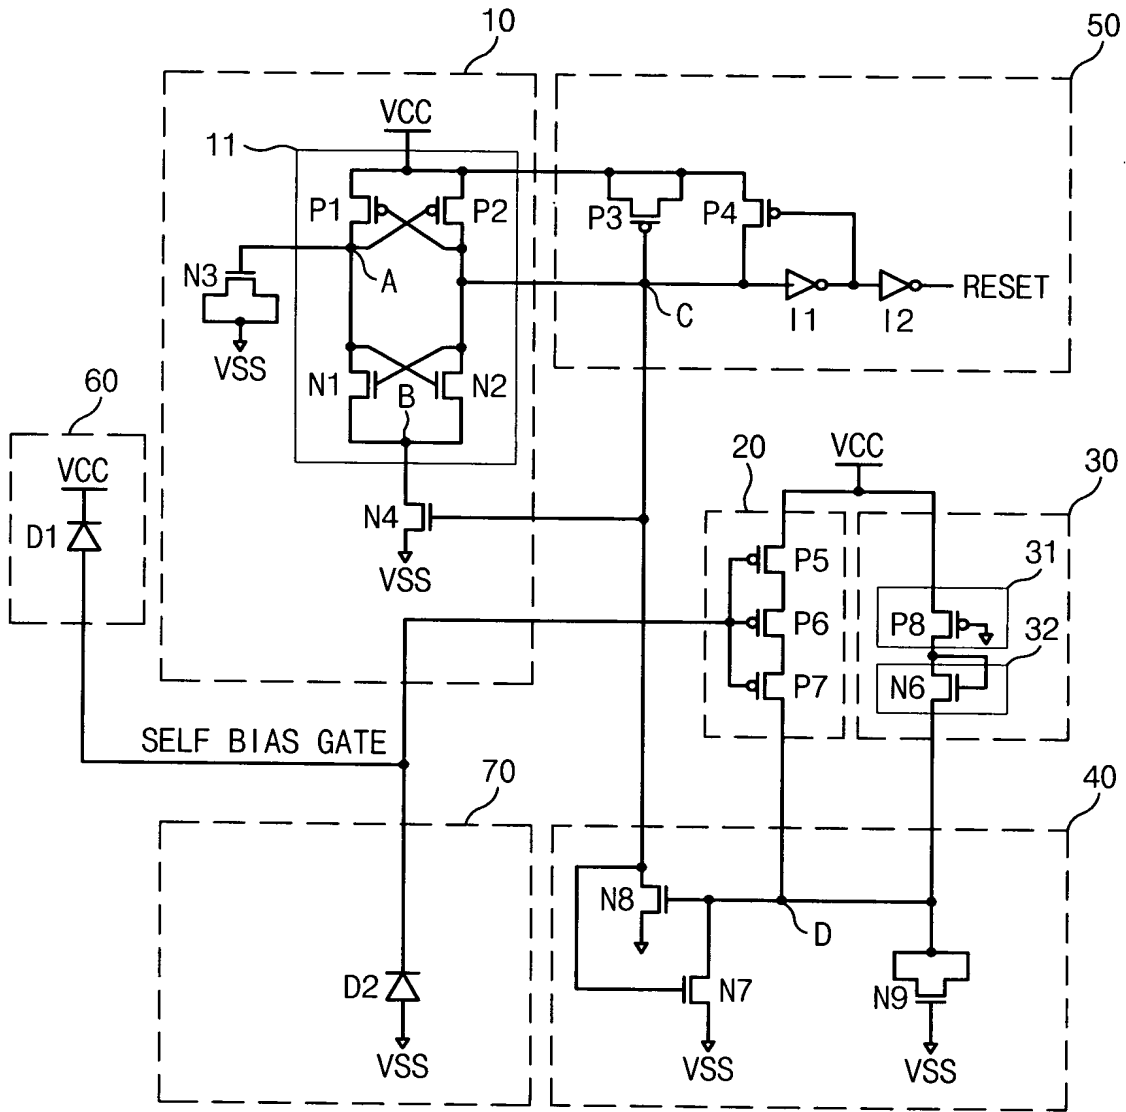 10
50
VCC
11
P1
P2
P3
P4
N3
A
C
I1
I2
RESET
VSS
60
N1
B
N2
VCC
20
VCC
30
D1
N4
VSS
P5
31
P6
P8
32
P7
N6
SELF BIAS GATE
70
40
N8
D
D2
N7
N9
VSS
VSS
VSS